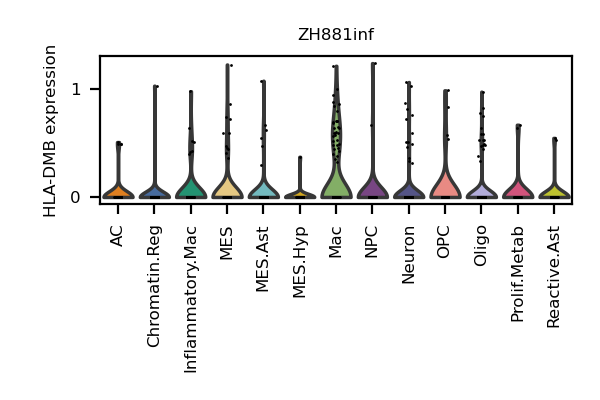 ZH881inf
HLA-DMB expression
1
0
AC
Chromatin.Reg
Inflammatory.Mac
MES
MES.Ast
MES.Hyp
Mac
NPC
Neuron
OPC
Oligo
Prolif.Metab
Reactive.Ast